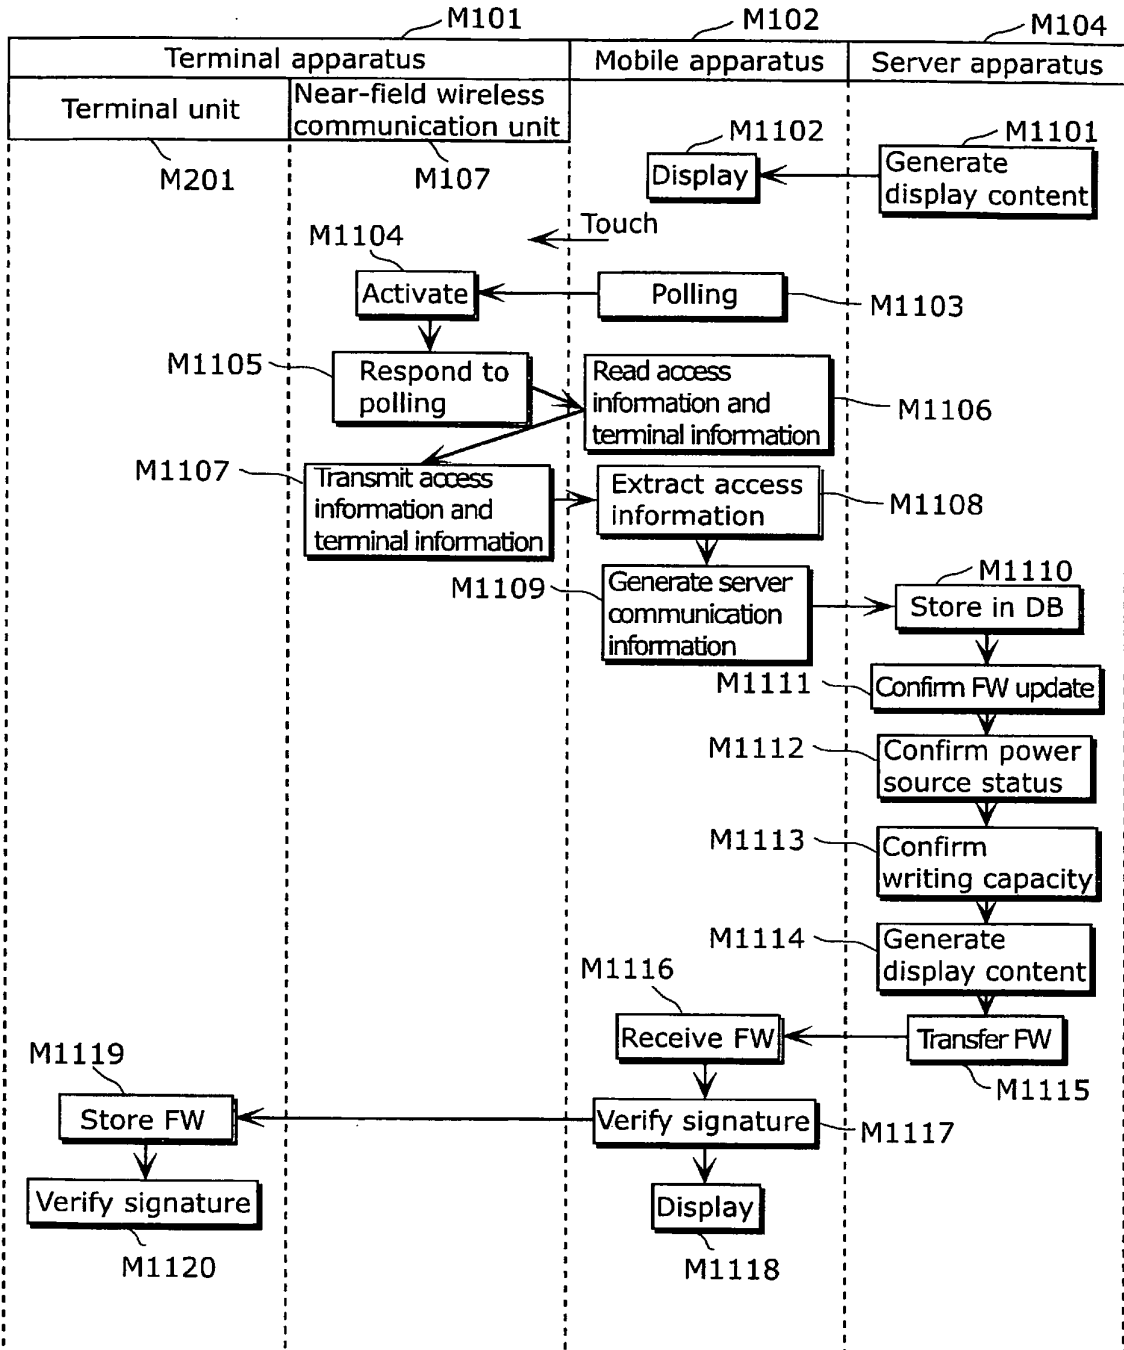 M101
M102
M104
Terminal apparatus
Mobile apparatus
Server apparatus
Terminal unit
Near-field wireless
communication unit
M201
M107
M1102
M1101
Display
Generate
display content
Touch
M1104
Activate
Polling
M1103
M1105
Respond to
polling
Read access
information and
terminal information
M1106
M1107
Transmit access
information and
terminal information
Extract access
information
M1108
M1109
Generate server
communication
information
M1110
Store in DB
M1111
Confirm FW update
M1112
Confirm power
source status
M1113
Confirm
writing capacity
M1114
Generate
display content
M1116
Receive FW
Transfer FW
M1115
M1119
Store FW
Verify signature
M1117
Verify signature
M1120
Display
M1118